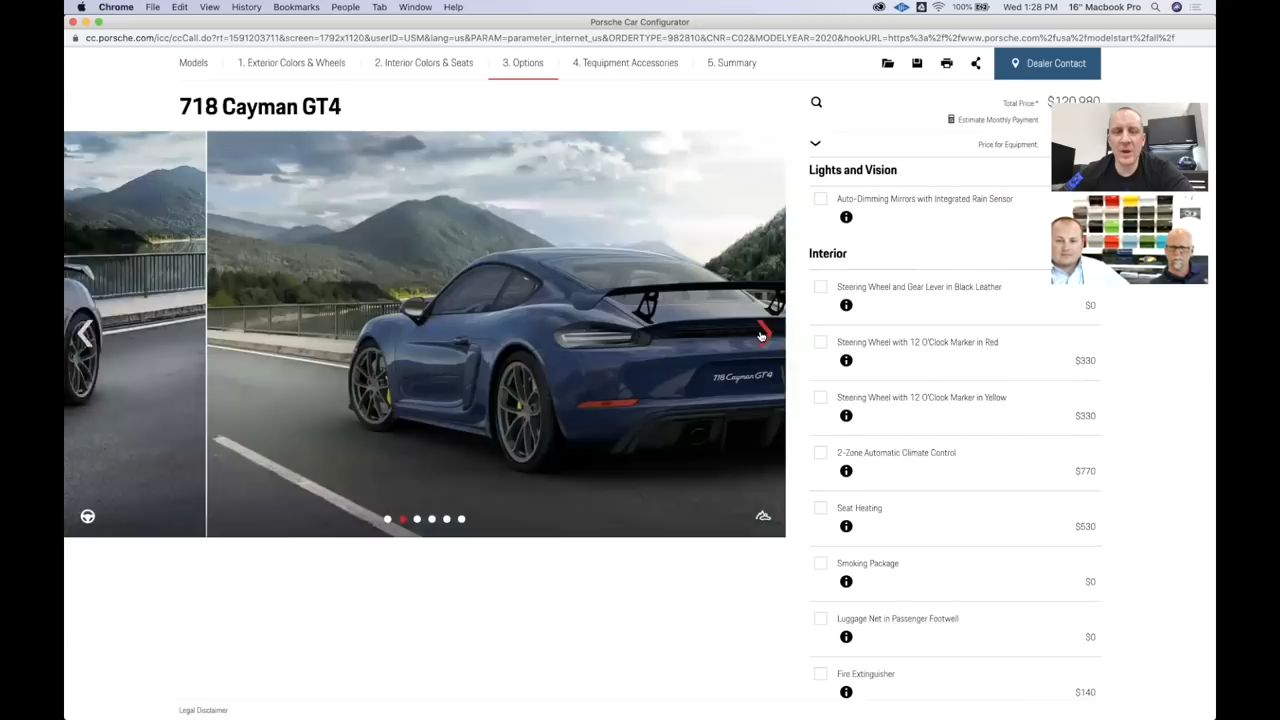 Chrome File Edit View History Bookmarks People Tab Window Help 100% Wed 1:28 PM 16" Macbook Pro
Porsche Car Configurator
cc.porsche.com/icc/ccCall.do?rt=1591203711&screen=1792x1120&userID=USM&lang=us&PARAM=parameter_internet_us&ORDERTYPE=982810&CNR=C02&MODELYEAR=2020&hookURL=https%3a%2f%2fwww.porsche.com%2fusa%2fmodelstart%2fall%2f
Models 1. Exterior Colors & Wheels 2. Interior Colors & Seats 3. Options 4. Tequipment Accessories 5. Summary Dealer Contact
718 Cayman GT4
Total Price:* $120,980
Estimate Monthly Payment
Price for Equipment:
Lights and Vision
Auto-Dimming Mirrors with Integrated Rain Sensor
Interior
Steering Wheel and Gear Lever in Black Leather
$0
Steering Wheel with 12 O'Clock Marker in Red
$330
Steering Wheel with 12 O'Clock Marker in Yellow
$330
718 Cayman GT4
2-Zone Automatic Climate Control
$770
Seat Heating
$530
Smoking Package
$0
Luggage Net in Passenger Footwell
$0
Fire Extinguisher
$140
Legal Disclaimer